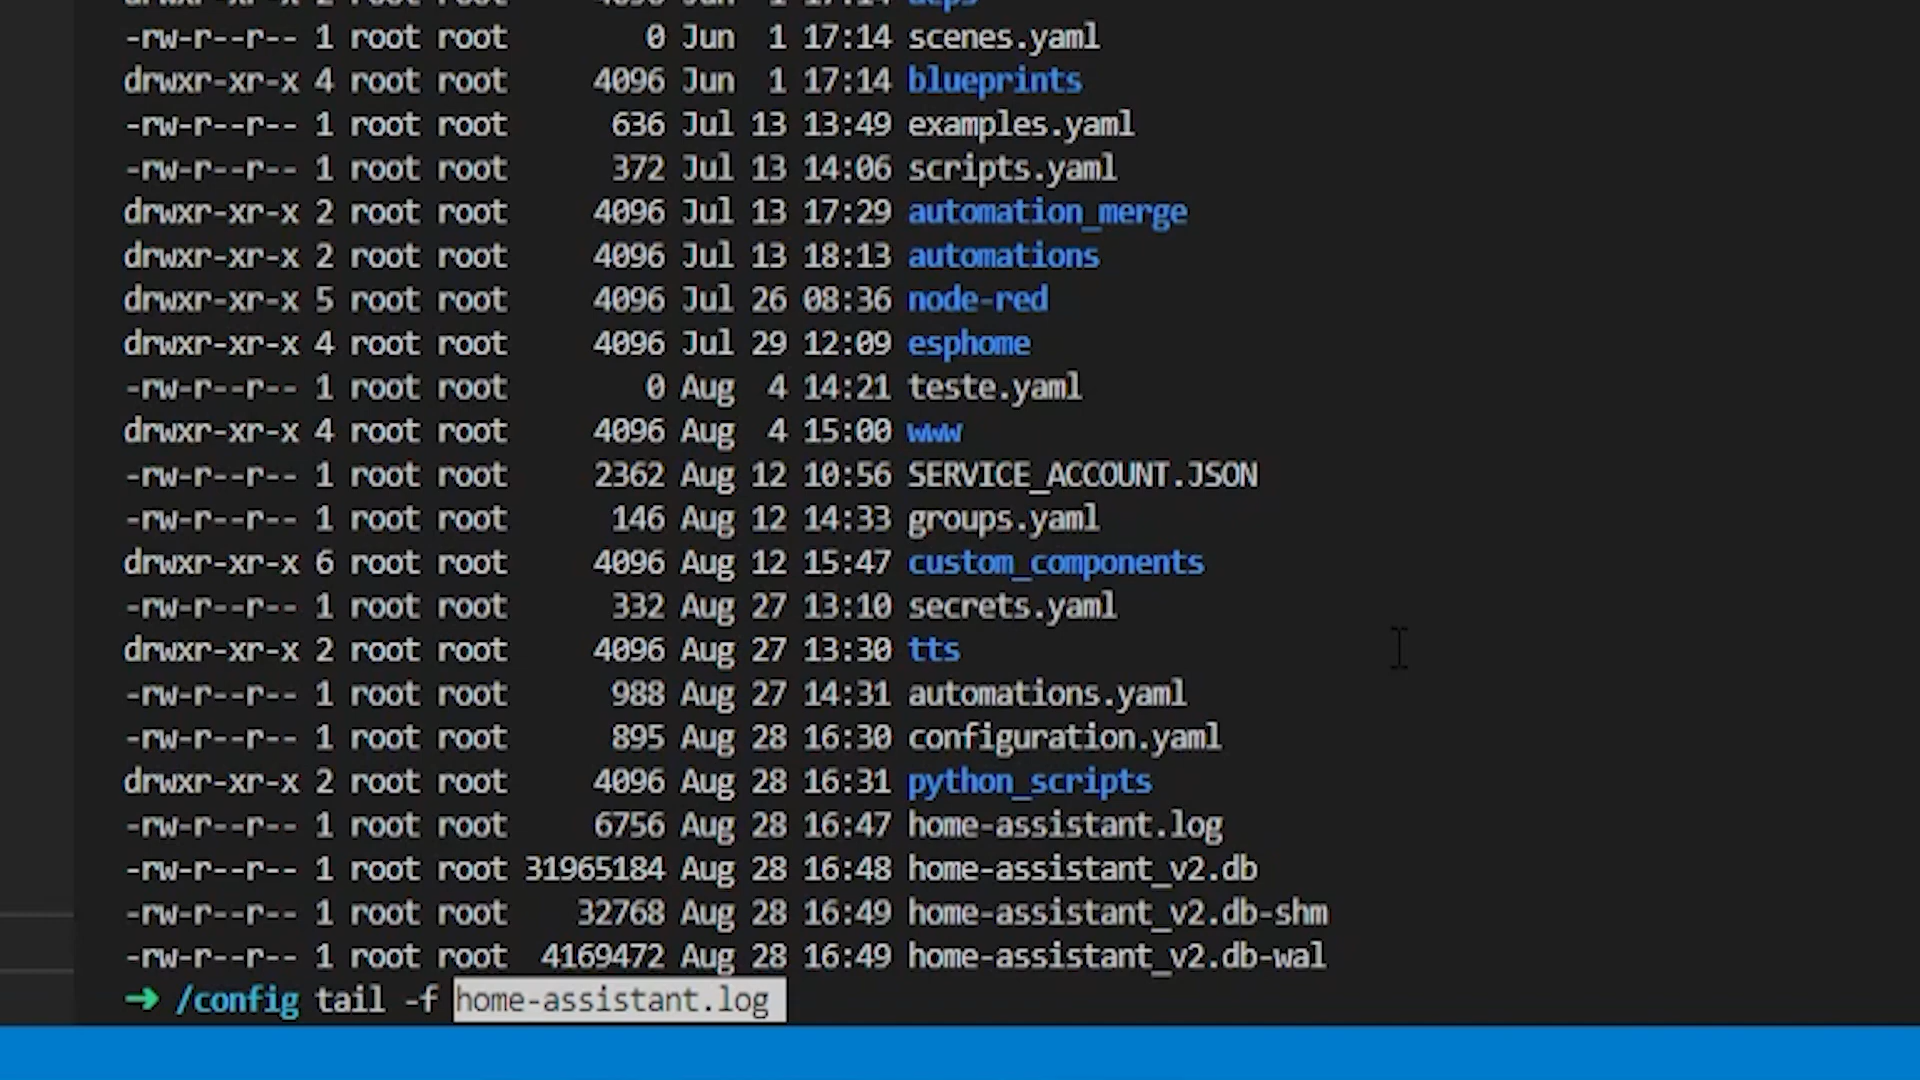 drwxr-xr-x 2 root root 4096 Jun 1 17:14 deps
-rw-r--r-- 1 root root 0 Jun 1 17:14 scenes.yaml
drwxr-xr-x 4 root root 4096 Jun 1 17:14 blueprints
-rw-r--r-- 1 root root 636 Jul 13 13:49 examples.yaml
-rw-r--r-- 1 root root 372 Jul 13 14:06 scripts.yaml
drwxr-xr-x 2 root root 4096 Jul 13 17:29 automation_merge
drwxr-xr-x 2 root root 4096 Jul 13 18:13 automations
drwxr-xr-x 5 root root 4096 Jul 26 08:36 node-red
drwxr-xr-x 4 root root 4096 Jul 29 12:09 esphome
-rw-r--r-- 1 root root 0 Aug 4 14:21 teste.yaml
drwxr-xr-x 4 root root 4096 Aug 4 15:00 www
-rw-r--r-- 1 root root 2362 Aug 12 10:56 SERVICE_ACCOUNT.JSON
-rw-r--r-- 1 root root 146 Aug 12 14:33 groups.yaml
drwxr-xr-x 6 root root 4096 Aug 12 15:47 custom_components
-rw-r--r-- 1 root root 332 Aug 27 13:10 secrets.yaml
drwxr-xr-x 2 root root 4096 Aug 27 13:30 tts
-rw-r--r-- 1 root root 988 Aug 27 14:31 automations.yaml
-rw-r--r-- 1 root root 895 Aug 28 16:30 configuration.yaml
drwxr-xr-x 2 root root 4096 Aug 28 16:31 python_scripts
-rw-r--r-- 1 root root 6756 Aug 28 16:47 home-assistant.log
-rw-r--r-- 1 root root 31965184 Aug 28 16:48 home-assistant_v2.db
-rw-r--r-- 1 root root 32768 Aug 28 16:49 home-assistant_v2.db-shm
-rw-r--r-- 1 root root 4169472 Aug 28 16:49 home-assistant_v2.db-wal
➜ /config tail -f home-assistant.log